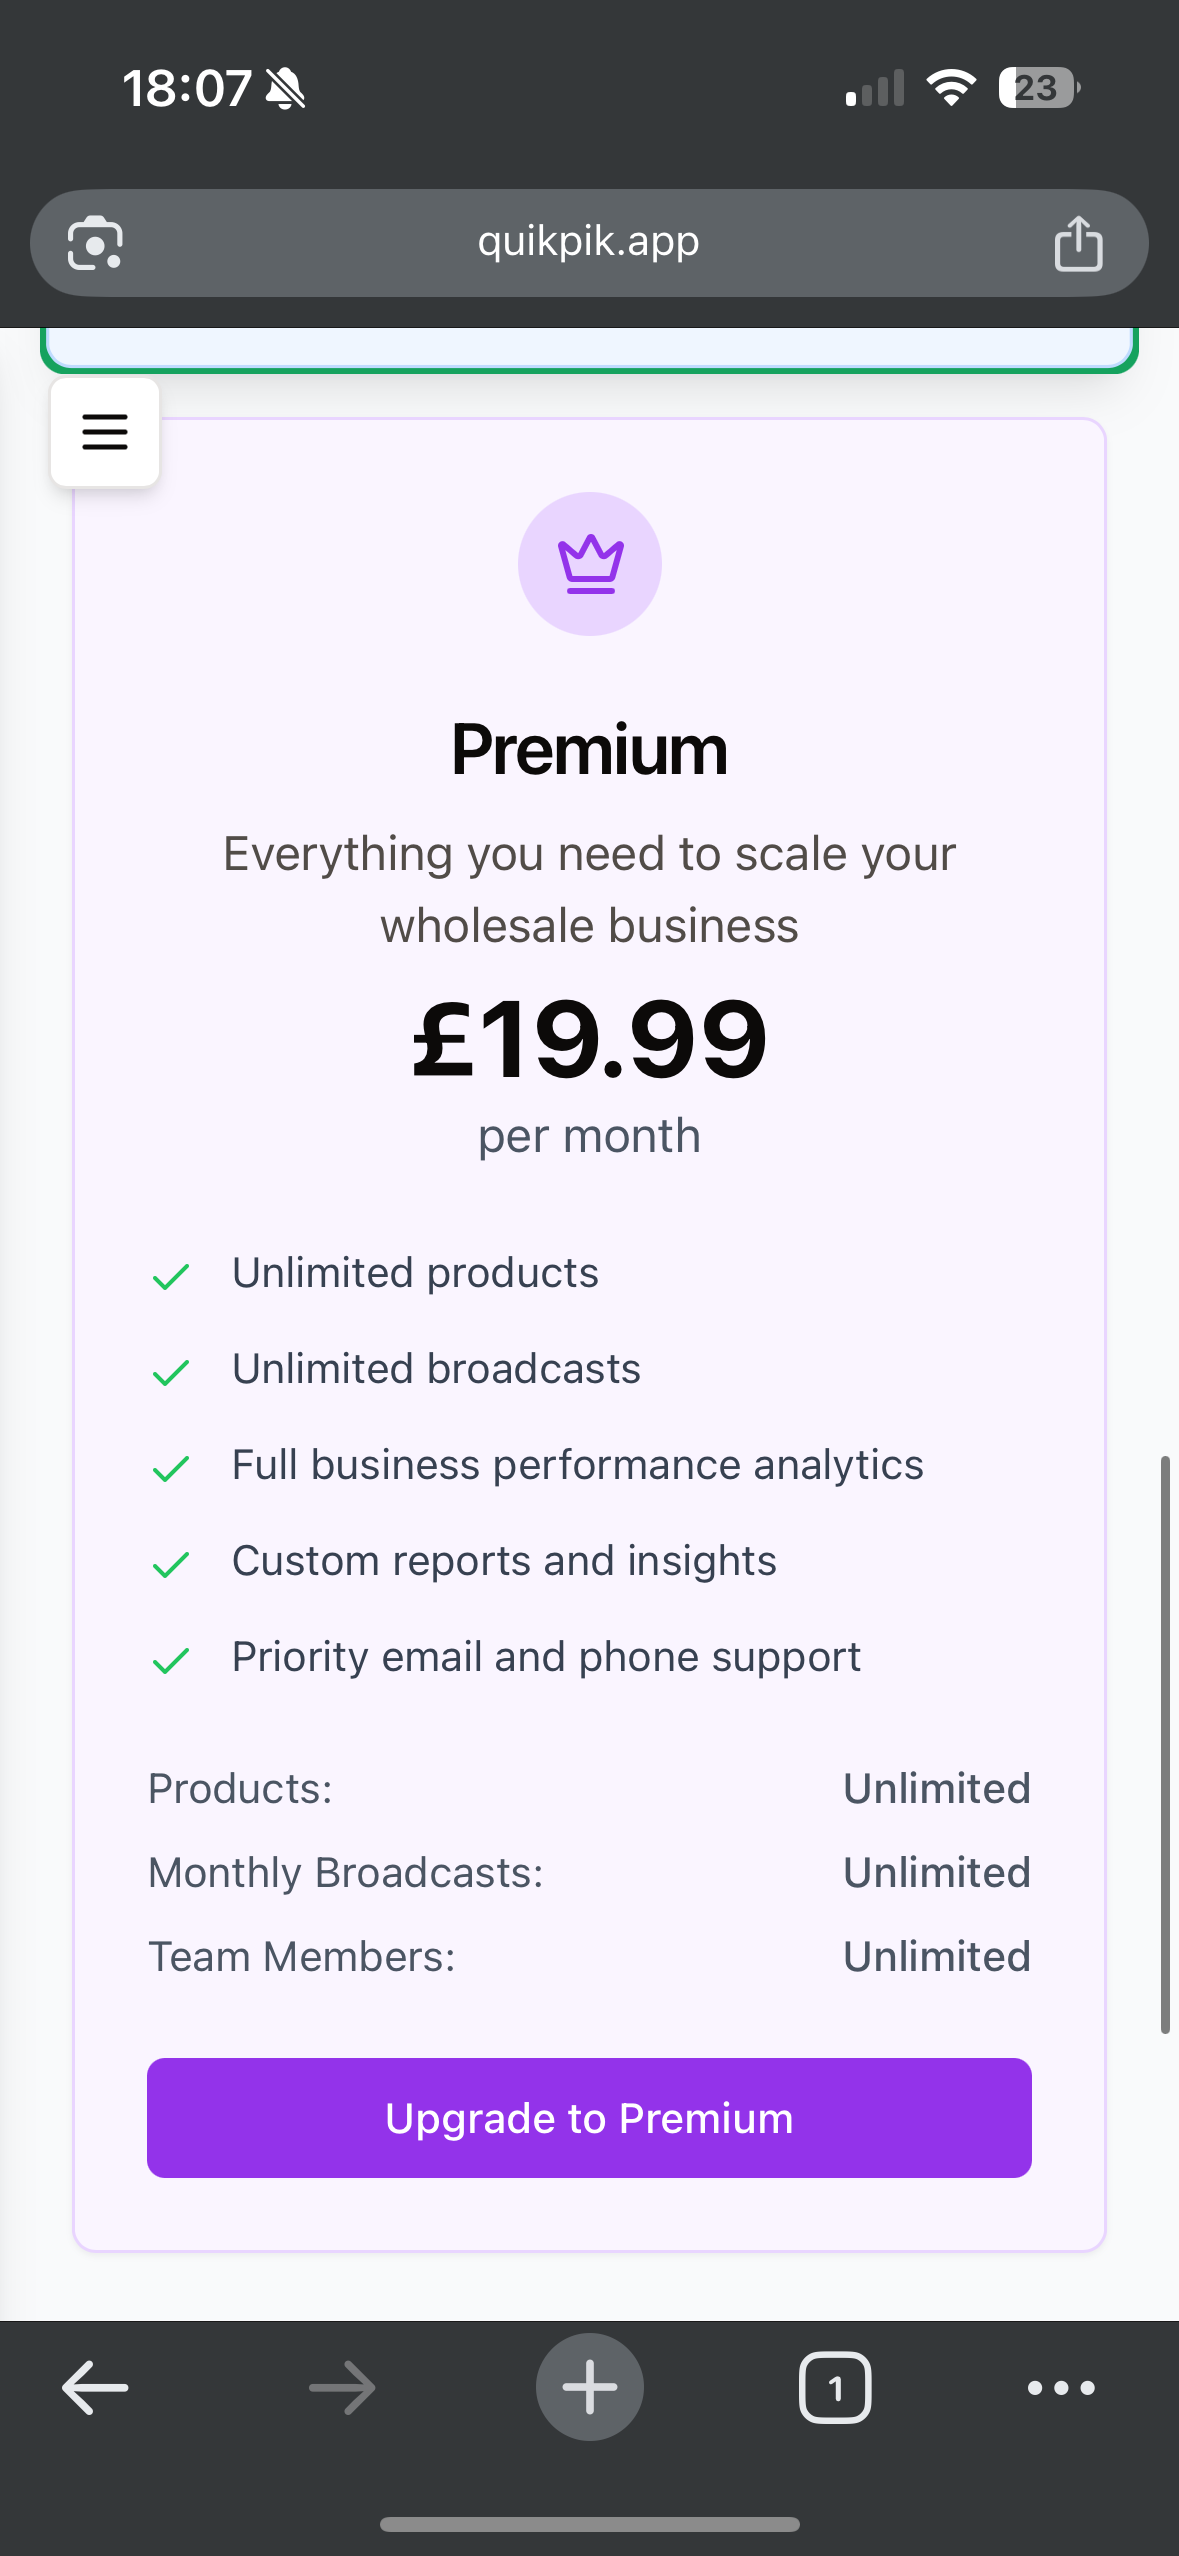 18:07
23
quikpik.app
Premium
Everything you need to scale your
wholesale business
£19.99
per month
Unlimited products
Unlimited broadcasts
Full business performance analytics
Custom reports and insights
Priority email and phone support
Products: Unlimited
Monthly Broadcasts: Unlimited
Team Members: Unlimited
Upgrade to Premium
1